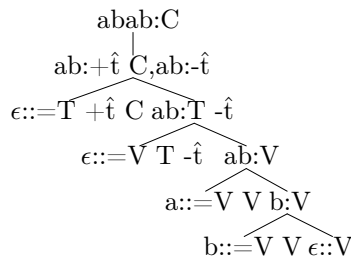 abab:C
ab:+t̂ C,ab:-t̂
ϵ::=T +t̂ C ab:T -t̂
ϵ::=V T -t̂ ab:V
a::=V V b:V
b::=V V ϵ::V